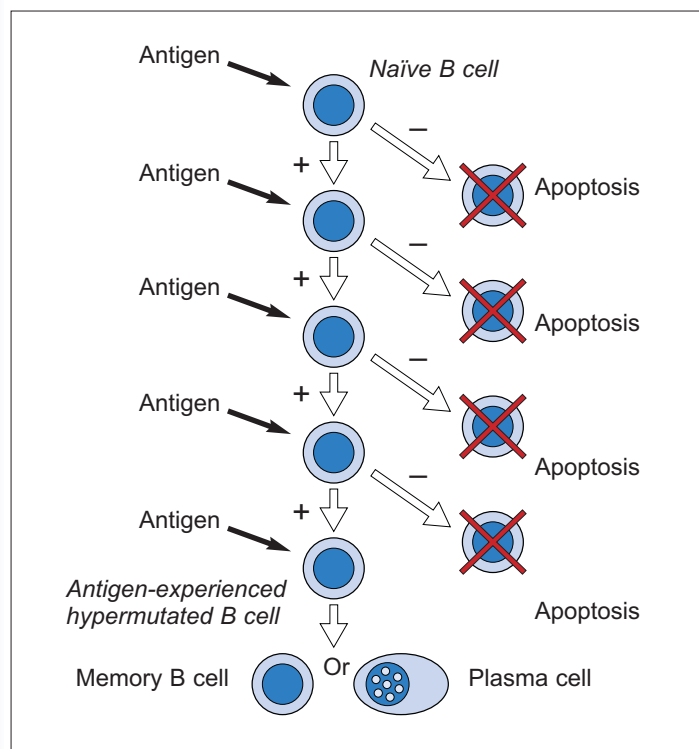 Antigen
Naïve B cell
–
+
Antigen
Apoptosis
–
+
Antigen
Apoptosis
–
+
Antigen
Apoptosis
–
+
Antigen
Antigen-experienced
hypermutated B cell
Apoptosis
Memory B cell
Or
Plasma cell